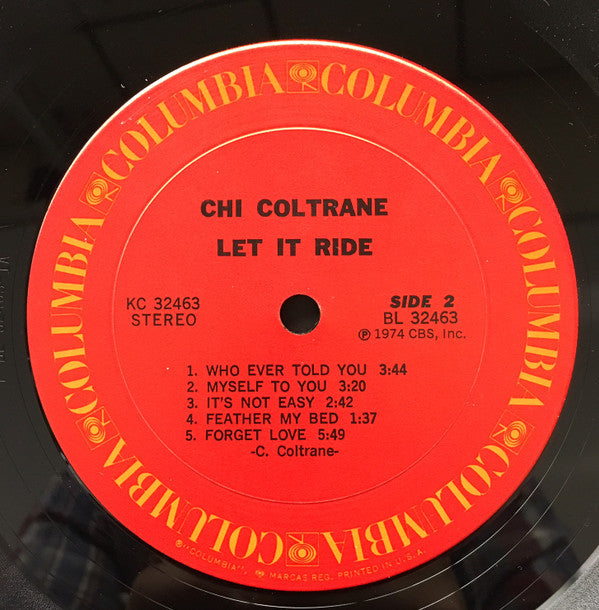 COLUMBIA COLUMBIA COLUMBIA COLUMBIA COLUMBIA COLUMBIA
CHI COLTRANE
LET IT RIDE
KC 32463
STEREO
SIDE 2
BL 32463
Ⓟ 1974 CBS, Inc.
1. WHO EVER TOLD YOU 3:44
2. MYSELF TO YOU 3:20
3. IT'S NOT EASY 2:42
4. FEATHER MY BED 1:37
5. FORGET LOVE 5:49
-C. Coltrane-
®"COLUMBIA", MARCAS REG. PRINTED IN U.S.A.